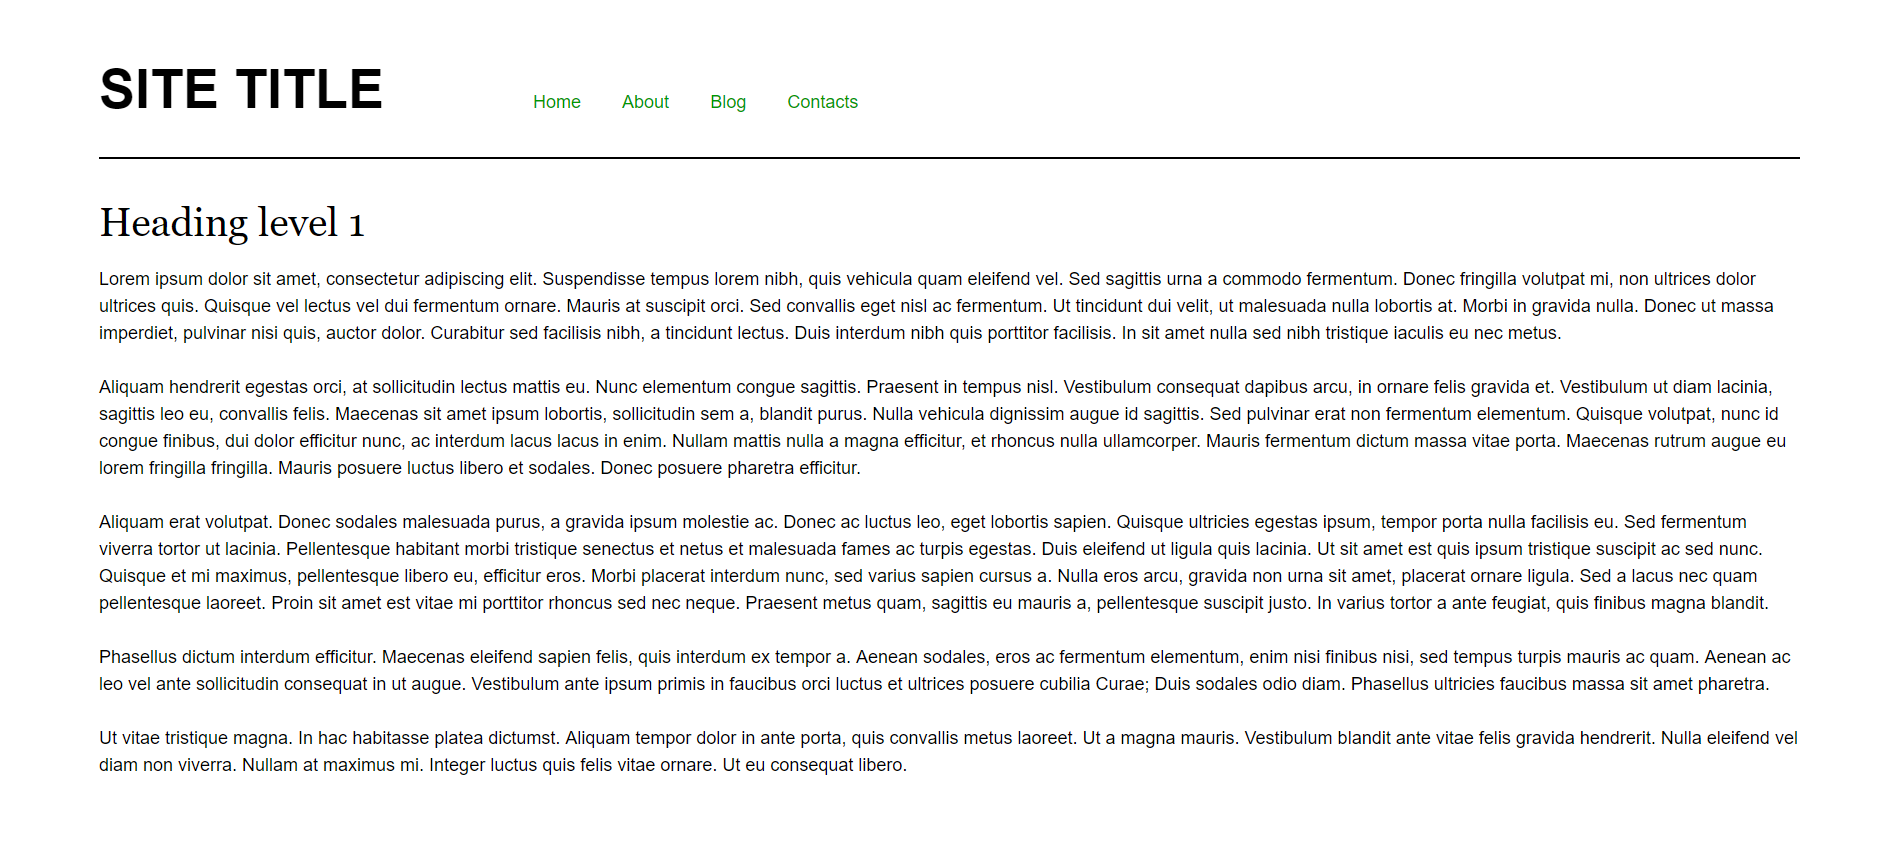 SITE TITLE
Home About Blog Contacts
Heading level 1
Lorem ipsum dolor sit amet, consectetur adipiscing elit. Suspendisse tempus lorem nibh, quis vehicula quam eleifend vel. Sed sagittis urna a commodo fermentum. Donec fringilla volutpat mi, non ultrices dolor
ultrices quis. Quisque vel lectus vel dui fermentum ornare. Mauris at suscipit orci. Sed convallis eget nisl ac fermentum. Ut tincidunt dui velit, ut malesuada nulla lobortis at. Morbi in gravida nulla. Donec ut massa
imperdiet, pulvinar nisi quis, auctor dolor. Curabitur sed facilisis nibh, a tincidunt lectus. Duis interdum nibh quis porttitor facilisis. In sit amet nulla sed nibh tristique iaculis eu nec metus.
Aliquam hendrerit egestas orci, at sollicitudin lectus mattis eu. Nunc elementum congue sagittis. Praesent in tempus nisl. Vestibulum consequat dapibus arcu, in ornare felis gravida et. Vestibulum ut diam lacinia,
sagittis leo eu, convallis felis. Maecenas sit amet ipsum lobortis, sollicitudin sem a, blandit purus. Nulla vehicula dignissim augue id sagittis. Sed pulvinar erat non fermentum elementum. Quisque volutpat, nunc id
congue finibus, dui dolor efficitur nunc, ac interdum lacus lacus in enim. Nullam mattis nulla a magna efficitur, et rhoncus nulla ullamcorper. Mauris fermentum dictum massa vitae porta. Maecenas rutrum augue eu
lorem fringilla fringilla. Mauris posuere luctus libero et sodales. Donec posuere pharetra efficitur.
Aliquam erat volutpat. Donec sodales malesuada purus, a gravida ipsum molestie ac. Donec ac luctus leo, eget lobortis sapien. Quisque ultricies egestas ipsum, tempor porta nulla facilisis eu. Sed fermentum
viverra tortor ut lacinia. Pellentesque habitant morbi tristique senectus et netus et malesuada fames ac turpis egestas. Duis eleifend ut ligula quis lacinia. Ut sit amet est quis ipsum tristique suscipit ac sed nunc.
Quisque et mi maximus, pellentesque libero eu, efficitur eros. Morbi placerat interdum nunc, sed varius sapien cursus a. Nulla eros arcu, gravida non urna sit amet, placerat ornare ligula. Sed a lacus nec quam
pellentesque laoreet. Proin sit amet est vitae mi porttitor rhoncus sed nec neque. Praesent metus quam, sagittis eu mauris a, pellentesque suscipit justo. In varius tortor a ante feugiat, quis finibus magna blandit.
Phasellus dictum interdum efficitur. Maecenas eleifend sapien felis, quis interdum ex tempor a. Aenean sodales, eros ac fermentum elementum, enim nisi finibus nisi, sed tempus turpis mauris ac quam. Aenean ac
leo vel ante sollicitudin consequat in ut augue. Vestibulum ante ipsum primis in faucibus orci luctus et ultrices posuere cubilia Curae; Duis sodales odio diam. Phasellus ultricies faucibus massa sit amet pharetra.
Ut vitae tristique magna. In hac habitasse platea dictumst. Aliquam tempor dolor in ante porta, quis convallis metus laoreet. Ut a magna mauris. Vestibulum blandit ante vitae felis gravida hendrerit. Nulla eleifend vel
diam non viverra. Nullam at maximus mi. Integer luctus quis felis vitae ornare. Ut eu consequat libero.